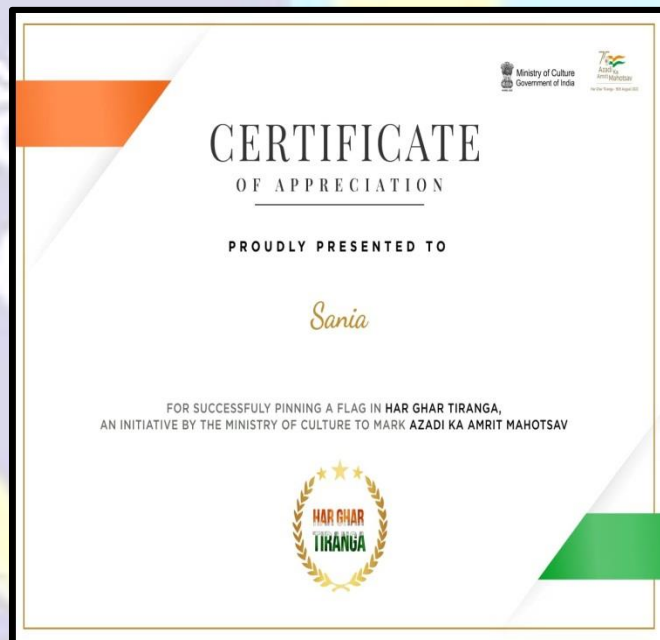 Ministry of Culture
Government of India
75
Azadi Ka
Amrit Mahotsav
CERTIFICATE
OF APPRECIATION
PROUDLY PRESENTED TO
Sania
FOR SUCCESSFULY PINNING A FLAG IN HAR GHAR TIRANGA,
AN INITIATIVE BY THE MINISTRY OF CULTURE TO MARK AZADI KA AMRIT MAHOTSAV
HAR GHAR
TIRANGA